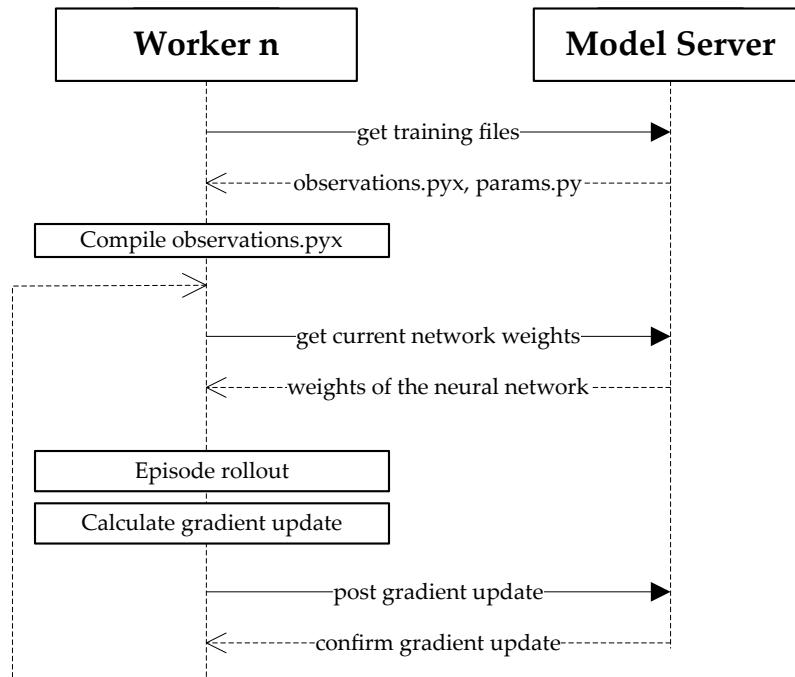 Worker n
Model Server
get training files
observations.pyx, params.py
Compile observations.pyx
get current network weights
weights of the neural network
Episode rollout
Calculate gradient update
post gradient update
confirm gradient update